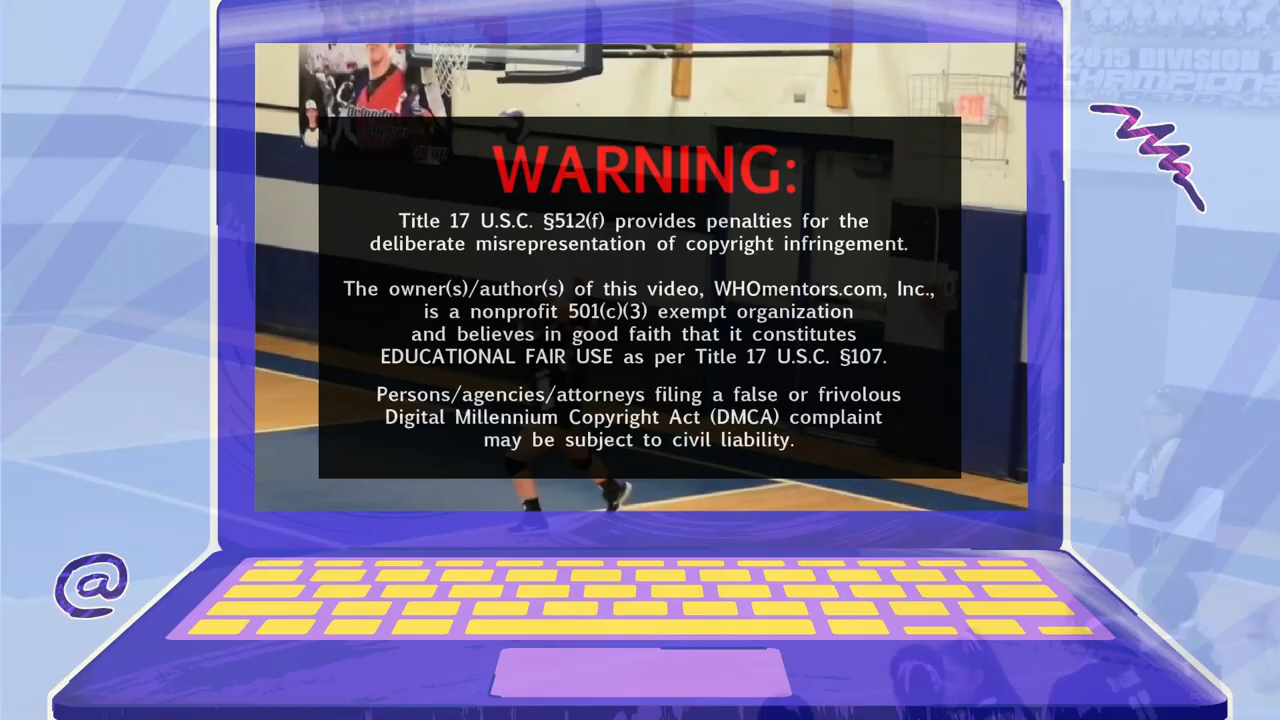 2015 DIVISION
CHAMPIONS
EXIT
WARNING:
Title 17 U.S.C. §512(f) provides penalties for the
deliberate misrepresentation of copyright infringement.
The owner(s)/author(s) of this video, WHOmentors.com, Inc.,
is a nonprofit 501(c)(3) exempt organization
and believes in good faith that it constitutes
EDUCATIONAL FAIR USE as per Title 17 U.S.C. §107.
Persons/agencies/attorneys filing a false or frivolous
Digital Millennium Copyright Act (DMCA) complaint
may be subject to civil liability.
@